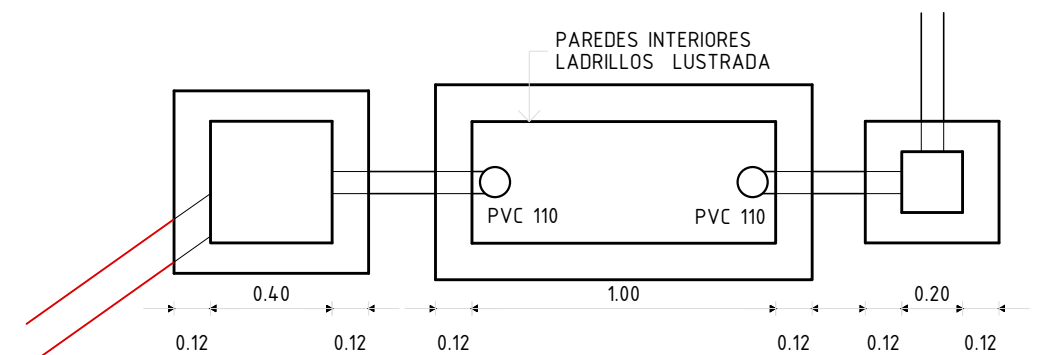 PAREDES INTERIORES
LADRILLOS LUSTRADA
PVC 110
PVC 110
0.40
1.00
0.20
0.12
0.12
0.12
0.12
0.12
0.12